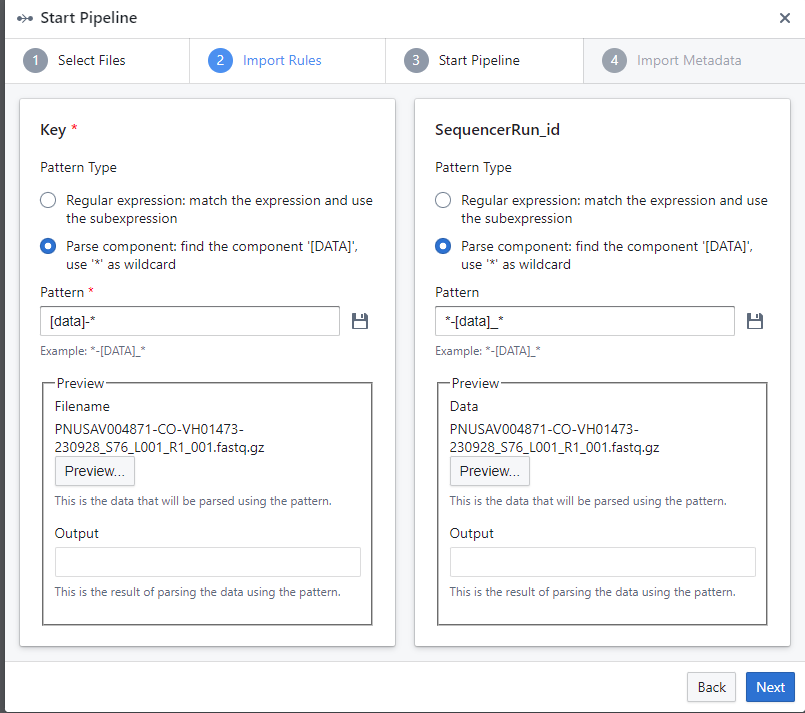 Start Pipeline
1 Select Files
2 Import Rules
3 Start Pipeline
4 Import Metadata
Key *
Pattern Type
Regular expression: match the expression and use
the subexpression
Parse component: find the component '[DATA]',
use '*' as wildcard
Pattern *
[data]-*
Example: *-[DATA]_*
Preview
Filename
PNUSAV004871-CO-VH01473-
230928_S76_L001_R1_001.fastq.gz
Preview...
This is the data that will be parsed using the pattern.
Output
This is the result of parsing the data using the pattern.
SequencerRun_id
Pattern Type
Regular expression: match the expression and use
the subexpression
Parse component: find the component '[DATA]',
use '*' as wildcard
Pattern
*-[data]_*
Example: *-[DATA]_*
Preview
Data
PNUSAV004871-CO-VH01473-
230928_S76_L001_R1_001.fastq.gz
Preview...
This is the data that will be parsed using the pattern.
Output
This is the result of parsing the data using the pattern.
Back
Next